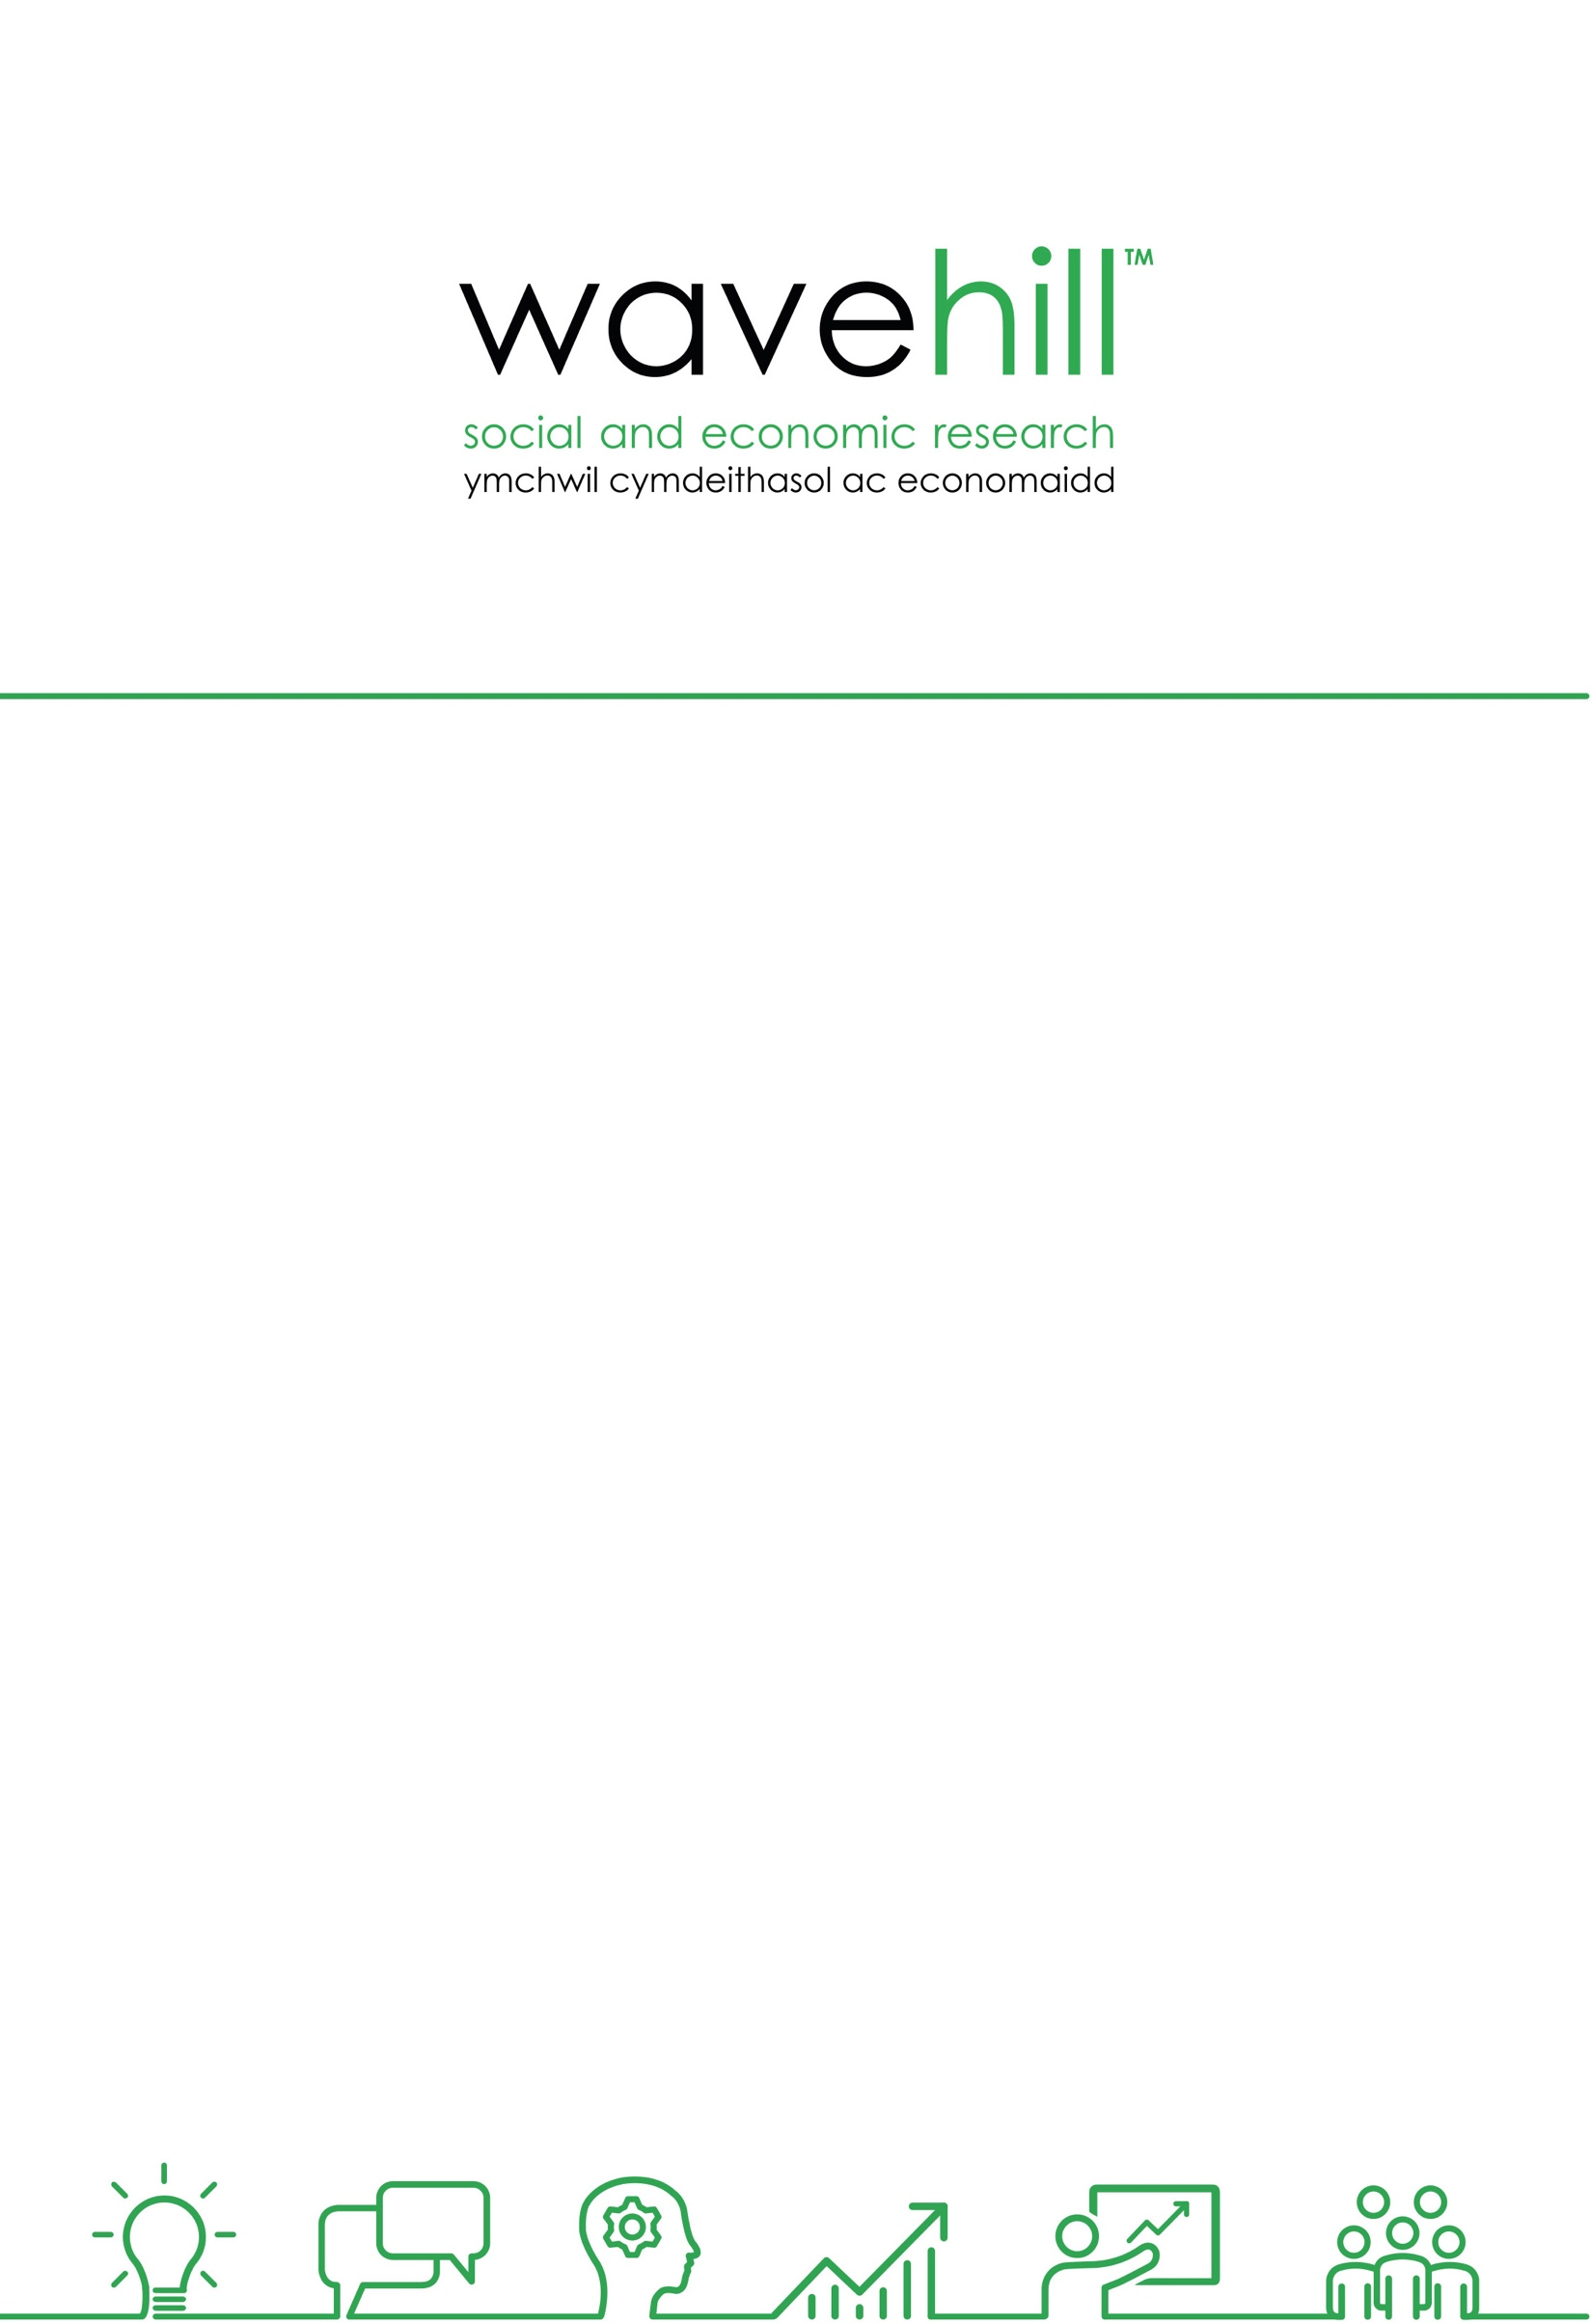 wavehill™
social and economic research
ymchwil cymdeithasol ac economaidd